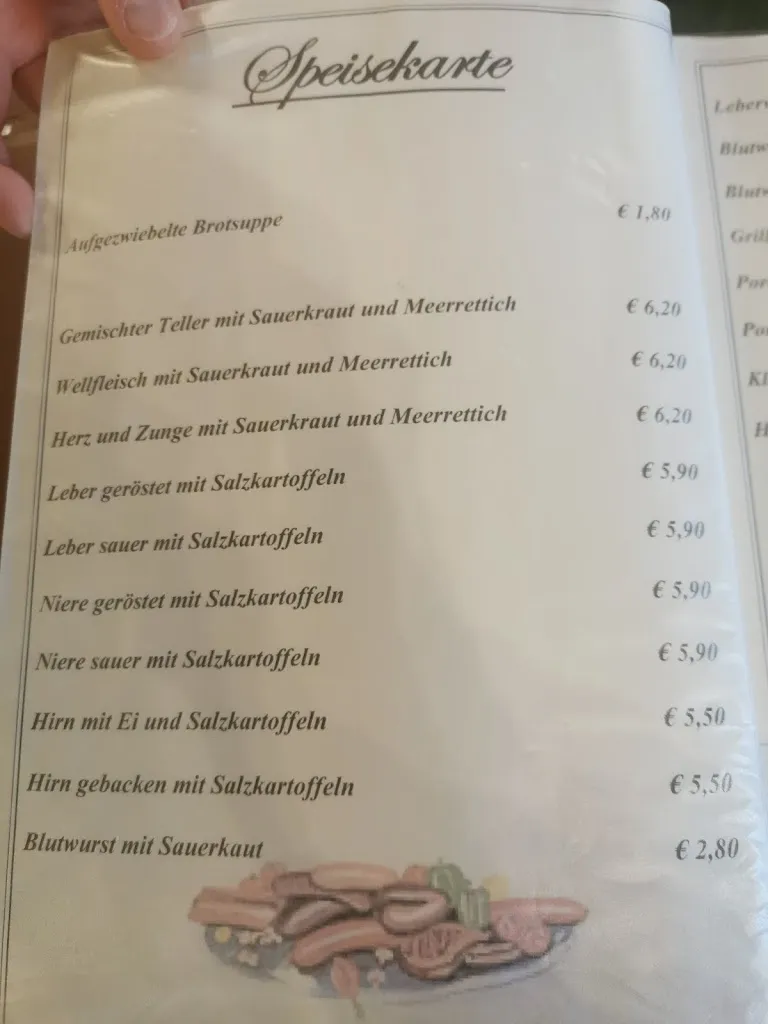 Speisekarte
Aufgezwiebelte Brotsuppe € 1,80
Gemischter Teller mit Sauerkraut und Meerrettich € 6,20
Wellfleisch mit Sauerkraut und Meerrettich € 6,20
Herz und Zunge mit Sauerkraut und Meerrettich € 6,20
Leber geröstet mit Salzkartoffeln € 5,90
Leber sauer mit Salzkartoffeln € 5,90
Niere geröstet mit Salzkartoffeln € 5,90
Niere sauer mit Salzkartoffeln € 5,90
Hirn mit Ei und Salzkartoffeln € 5,50
Hirn gebacken mit Salzkartoffeln € 5,50
Blutwurst mit Sauerkaut € 2,80